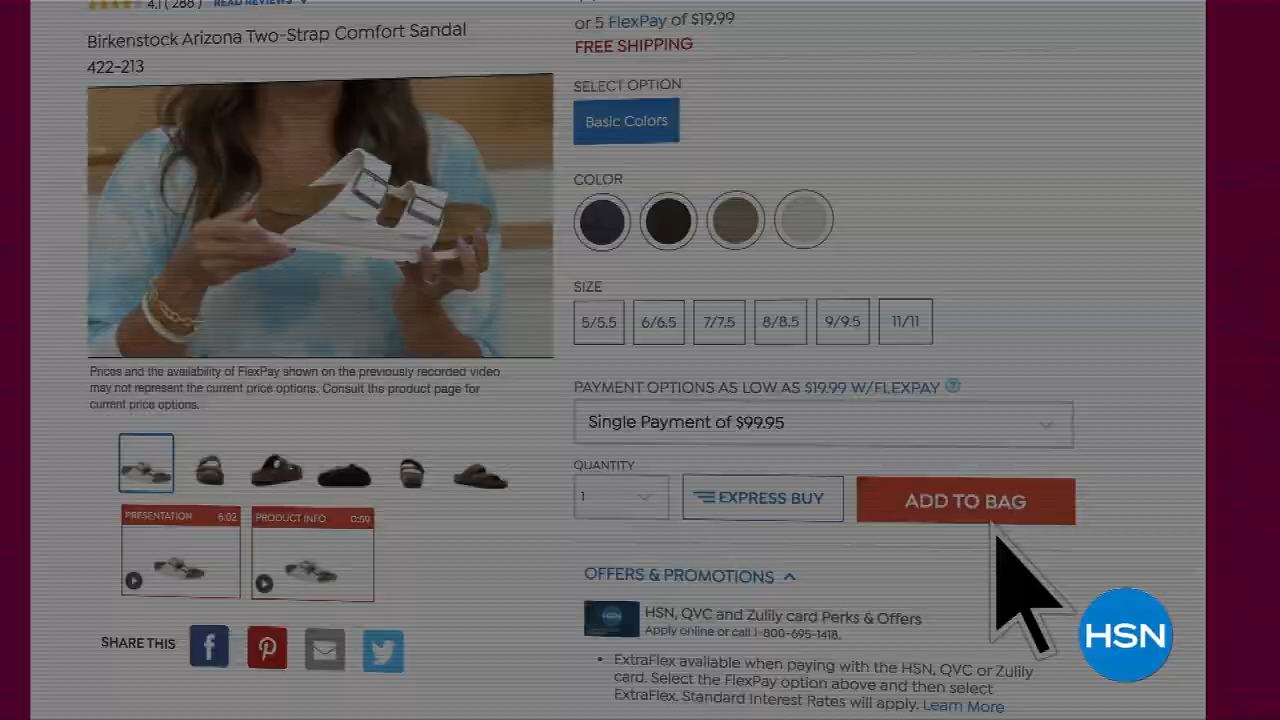 4.1 ( 288 ) READ REVIEWS
Birkenstock Arizona Two-Strap Comfort Sandal
422-213
Prices and the availability of FlexPay shown on the previously recorded video
may not represent the current price options. Consult the product page for
current price options.
PRESENTATION 6:02
PRODUCT INFO 0:59
SHARE THIS
or 5 FlexPay of $19.99
FREE SHIPPING
SELECT OPTION
Basic Colors
COLOR
SIZE
5/5.5 6/6.5 7/7.5 8/8.5 9/9.5 11/11
PAYMENT OPTIONS AS LOW AS $19.99 W/FLEXPAY ?
Single Payment of $99.95
QUANTITY
1 EXPRESS BUY ADD TO BAG
OFFERS & PROMOTIONS
HSN
HSN, QVC and Zulily card Perks & Offers
Apply online or call 1-800-695-1418.
• ExtraFlex available when paying with the HSN, QVC or Zulily
card. Select the FlexPay option above and then select
ExtraFlex. Standard Interest Rates will apply. Learn More
HSN